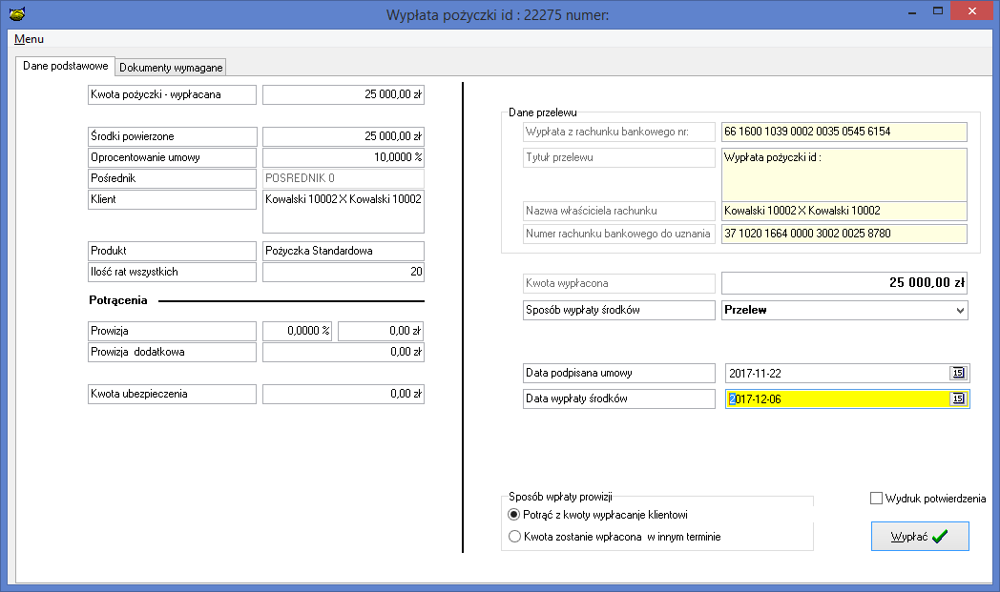 Wypłata pożyczki id : 22275 numer:
Menu
Dane podstawowe
Dokumenty wymagane
Kwota pożyczki - wypłacana
25 000,00 zł
Środki powierzone
25 000,00 zł
Oprocentowanie umowy
10,0000 %
Pośrednik
POSREDNIK 0
Klient
Kowalski 10002 X Kowalski 10002
Produkt
Pożyczka Standardowa
Ilość rat wszystkich
20
Potrącenia
Prowizja
0,0000 %
0,00 zł
Prowizja dodatkowa
0,00 zł
Kwota ubezpieczenia
0,00 zł
Dane przelewu
Wypłata z rachunku bankowego nr:
66 1600 1039 0002 0035 0545 6154
Tytuł przelewu
Wypłata pożyczki id :
Nazwa właściciela rachunku
Kowalski 10002 X Kowalski 10002
Numer rachunku bankowego do uznania
37 1020 1664 0000 3002 0025 8780
Kwota wypłacona
25 000,00 zł
Sposób wypłaty środków
Przelew
Data podpisana umowy
2017-11-22
15
Data wypłaty środków
2017-12-06
15
Sposób wpłaty prowizji
Potrąć z kwoty wypłacanje klientowi
Kwota zostanie wpłacona w innym terminie
Wydruk potwierdzenia
Wypłać